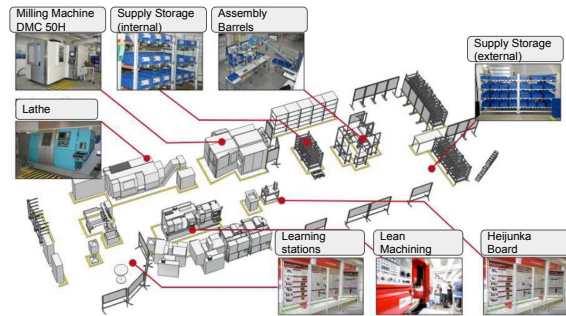 Milling Machine
DMC 50H
Supply Storage
(internal)
Assembly
Barrels
Supply Storage
(external)
Lathe
Learning
stations
Lean
Machining
Heijunka
Board